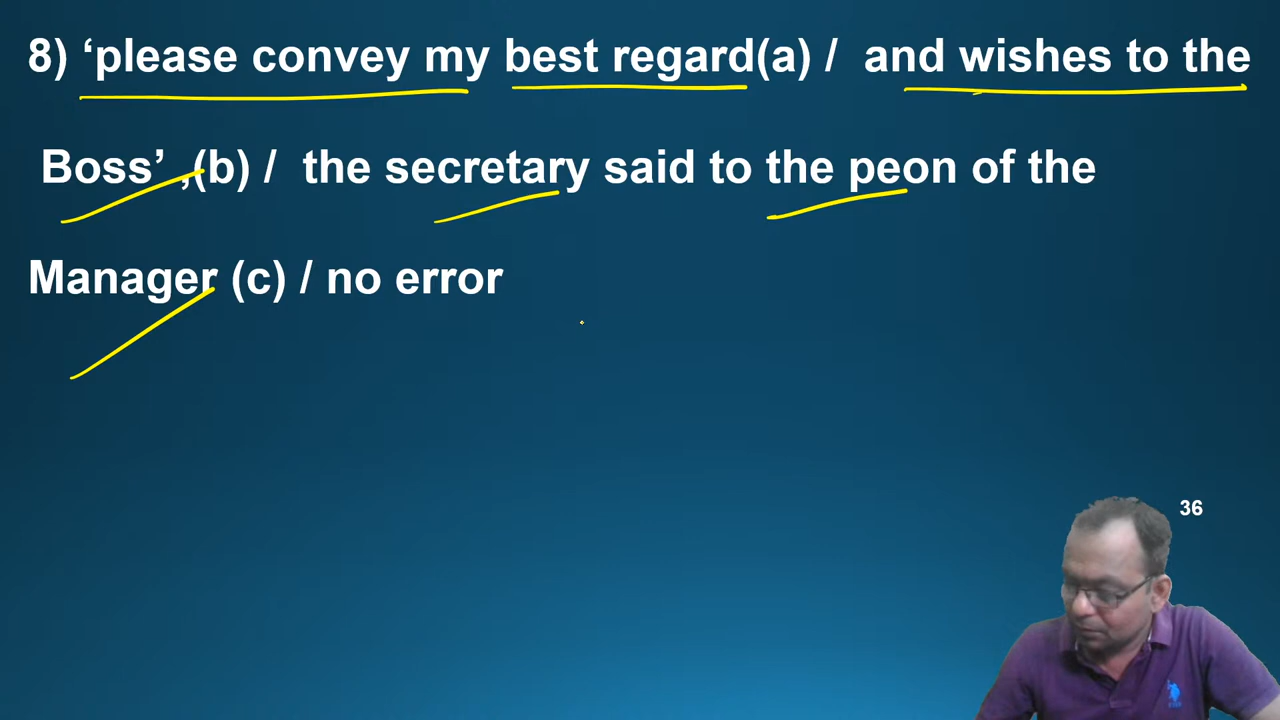 8) ‘please convey my best regard(a) / and wishes to the
Boss’ ,(b) / the secretary said to the peon of the
Manager (c) / no error
36